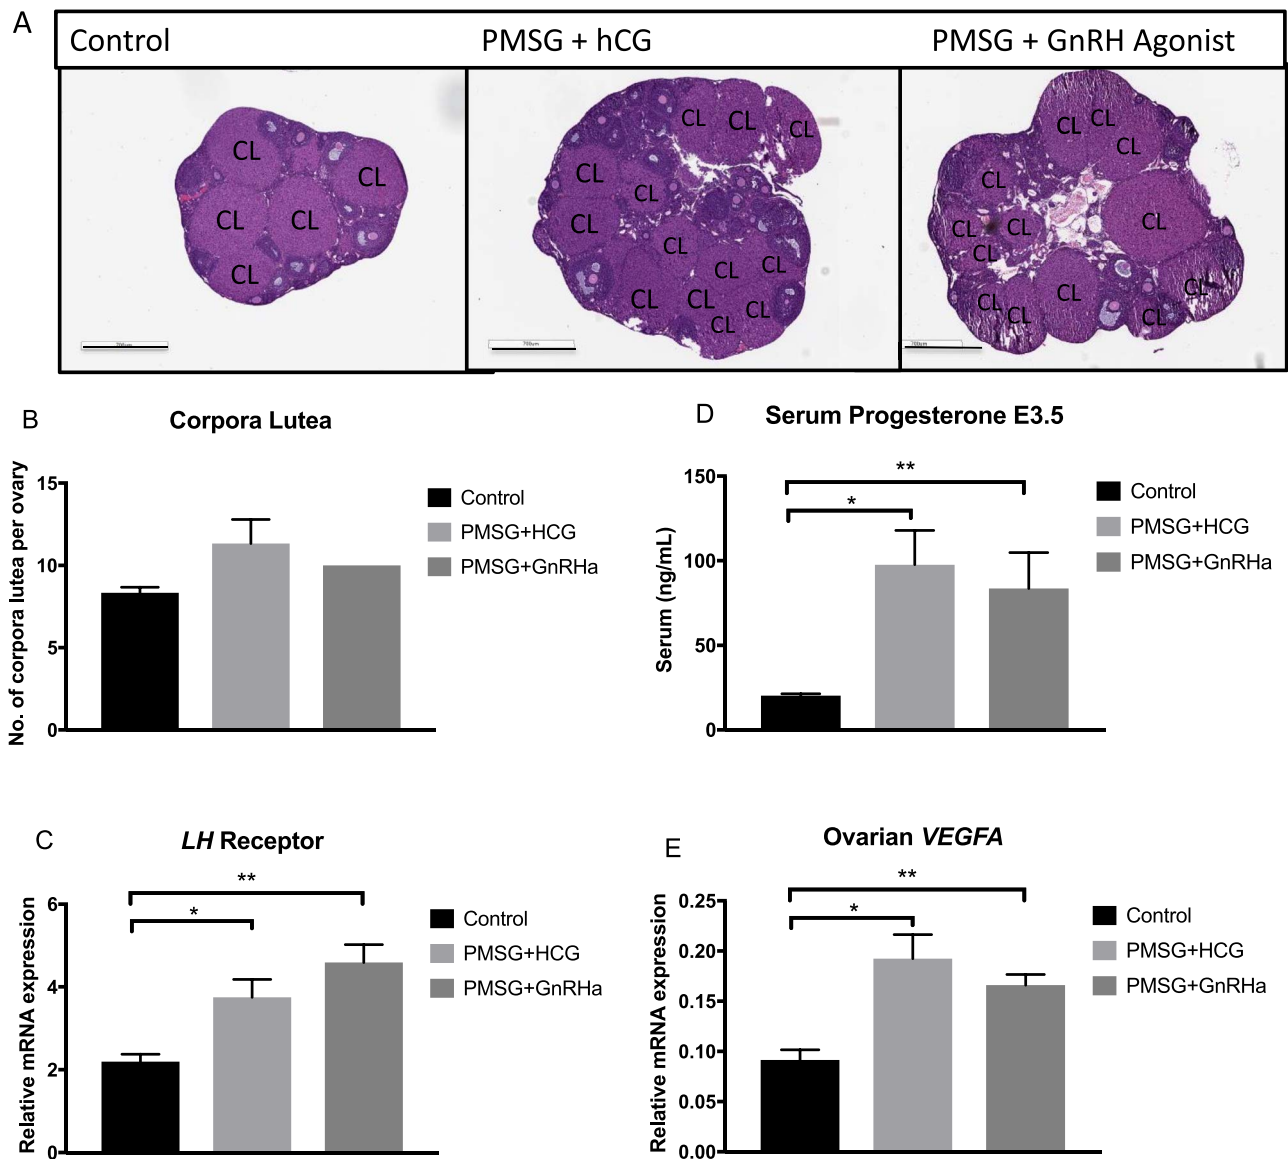 A
Control PMSG + hCG PMSG + GnRH Agonist
CL CL CL CL CL
700µm
CL CL CL CL CL CL CL CL CL CL CL CL CL
700µm
CL CL CL CL CL CL CL CL CL CL CL CL CL
700µm
B
Corpora Lutea
No. of corpora lutea per ovary
15
10
5
0
Control
PMSG+HCG
PMSG+GnRHa
D
Serum Progesterone E3.5
Serum (ng/mL)
150
100
50
0
**
*
Control
PMSG+HCG
PMSG+GnRHa
C
LH Receptor
Relative mRNA expression
6
4
2
0
**
*
Control
PMSG+HCG
PMSG+GnRHa
E
Ovarian VEGFA
Relative mRNA expression
0.25
0.20
0.15
0.10
0.05
0.00
**
*
Control
PMSG+HCG
PMSG+GnRHa